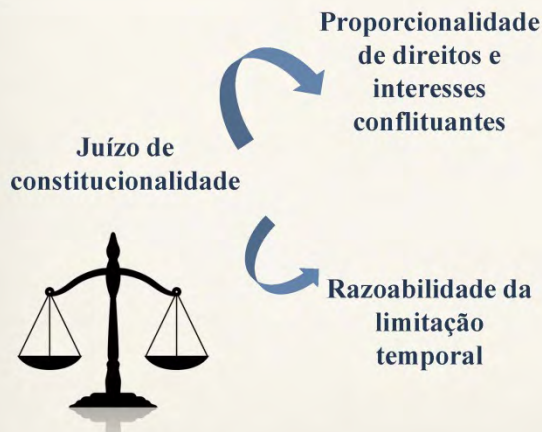 Proporcionalidade
de direitos e
interesses
conflituantes
Juízo de
constitucionalidade
Razoabilidade da
limitação
temporal